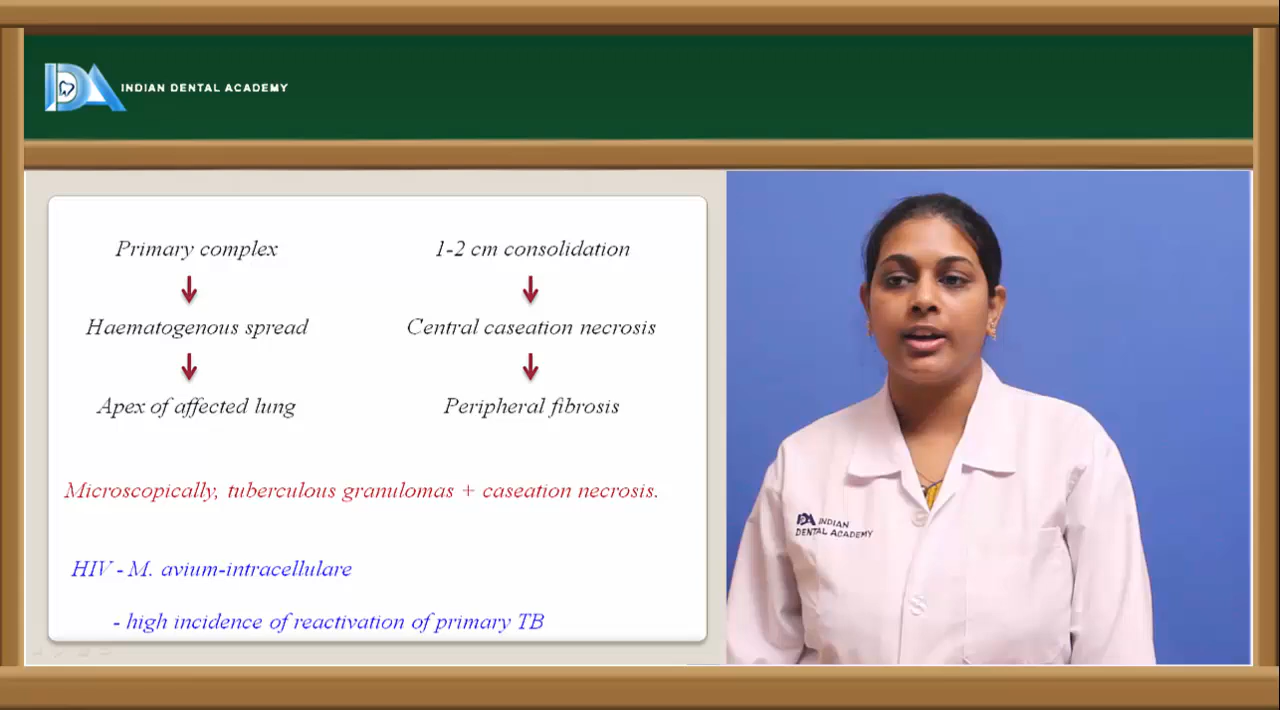 INDIAN DENTAL ACADEMY
Primary complex
Haematogenous spread
Apex of affected lung
1-2 cm consolidation
Central caseation necrosis
Peripheral fibrosis
Microscopically, tuberculous granulomas + caseation necrosis.
HIV - M. avium-intracellulare
- high incidence of reactivation of primary TB
IDA INDIAN
DENTAL ACADEMY